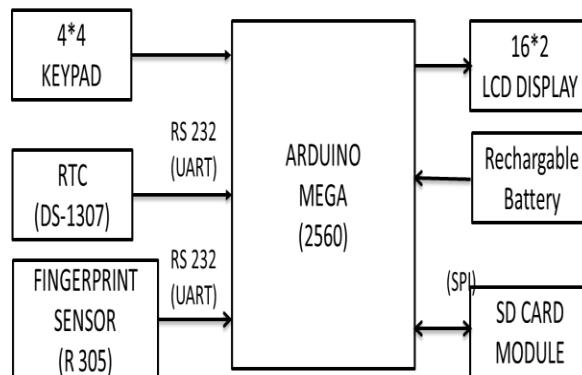 4*4
KEYPAD
RS 232
(UART)
RTC
(DS-1307)
RS 232
(UART)
FINGERPRINT
SENSOR
(R 305)
ARDUINO
MEGA
(2560)
16*2
LCD DISPLAY
Rechargable
Battery
(SPI)
SD CARD
MODULE